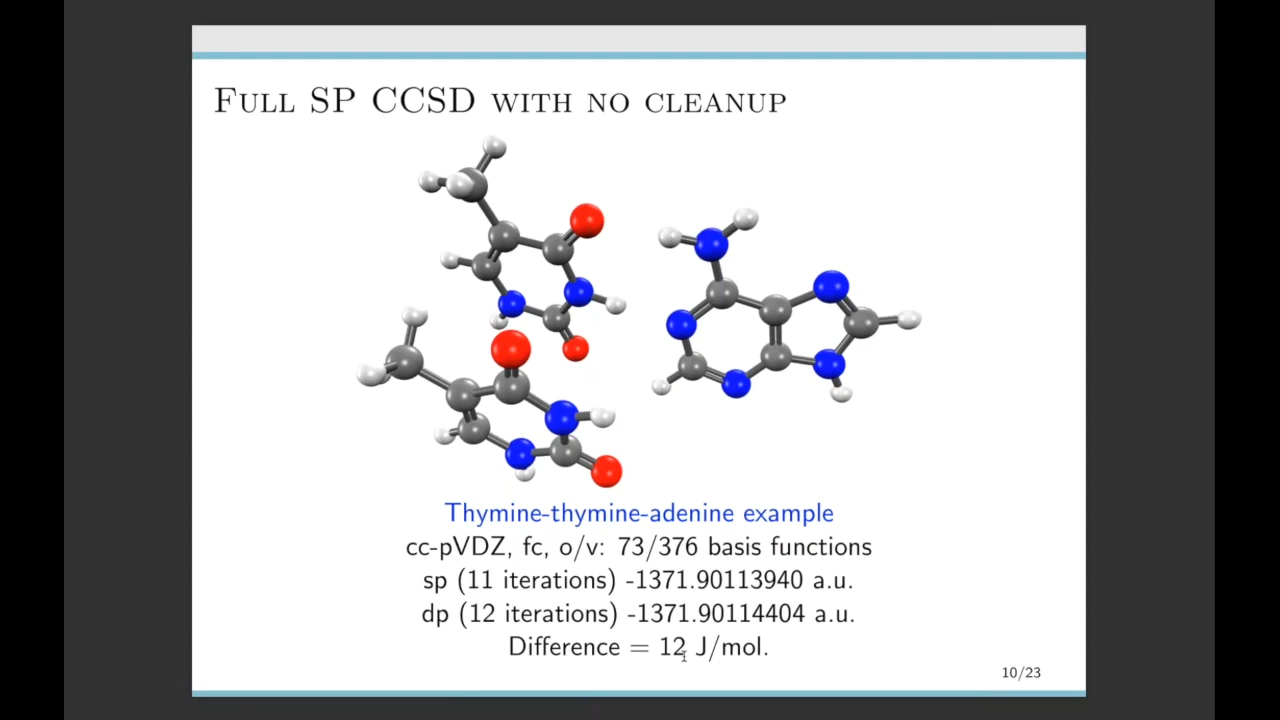 Full SP CCSD with no cleanup
Thymine-thymine-adenine example
cc-pVDZ, fc, o/v: 73/376 basis functions
sp (11 iterations) -1371.90113940 a.u.
dp (12 iterations) -1371.90114404 a.u.
Difference = 12 J/mol.
10/23